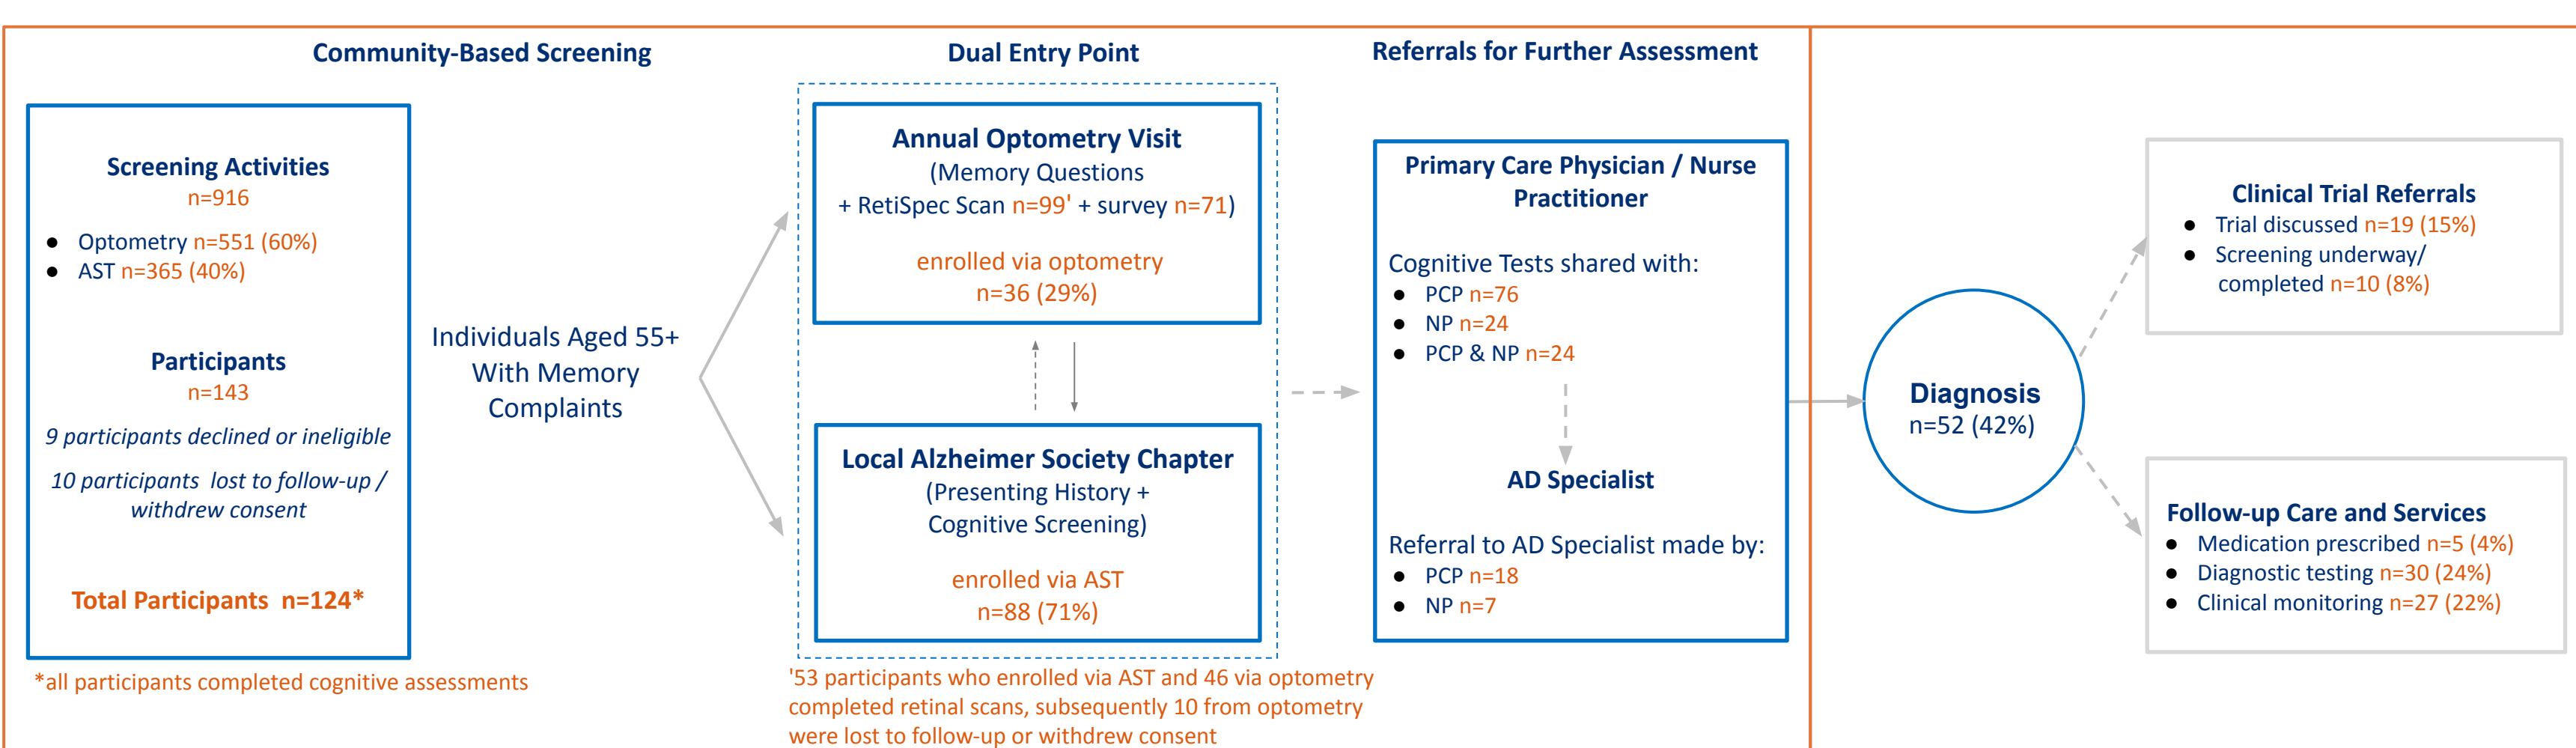 Community-Based Screening
Dual Entry Point
Referrals for Further Assessment
Screening Activities
n=916
● Optometry n=551 (60%)
● AST n=365 (40%)
Participants
n=143
9 participants declined or ineligible
10 participants lost to follow-up /
withdrew consent
Total Participants n=124*
*all participants completed cognitive assessments
Individuals Aged 55+
With Memory
Complaints
Annual Optometry Visit
(Memory Questions
+ RetiSpec Scan n=99' + survey n=71)
enrolled via optometry
n=36 (29%)
Local Alzheimer Society Chapter
(Presenting History +
Cognitive Screening)
enrolled via AST
n=88 (71%)
'53 participants who enrolled via AST and 46 via optometry
completed retinal scans, subsequently 10 from optometry
were lost to follow-up or withdrew consent
Primary Care Physician / Nurse
Practitioner
Cognitive Tests shared with:
● PCP n=76
● NP n=24
● PCP & NP n=24
AD Specialist
Referral to AD Specialist made by:
● PCP n=18
● NP n=7
Diagnosis
n=52 (42%)
Clinical Trial Referrals
● Trial discussed n=19 (15%)
● Screening underway/
completed n=10 (8%)
Follow-up Care and Services
● Medication prescribed n=5 (4%)
● Diagnostic testing n=30 (24%)
● Clinical monitoring n=27 (22%)